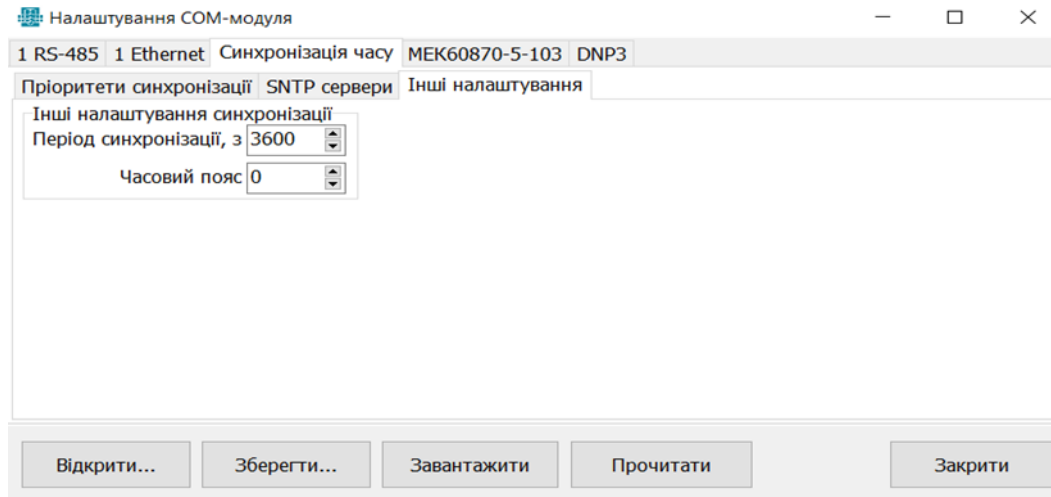 Налаштування COM-модуля
1 RS-485 1 Ethernet Синхронізація часу МЕК60870-5-103 DNP3
Пріоритети синхронізації SNTP сервери Інші налаштування
Інші налаштування синхронізації
Період синхронізації, з 3600
Часовий пояс 0
Відкрити... Зберегти... Завантажити Прочитати Закрити